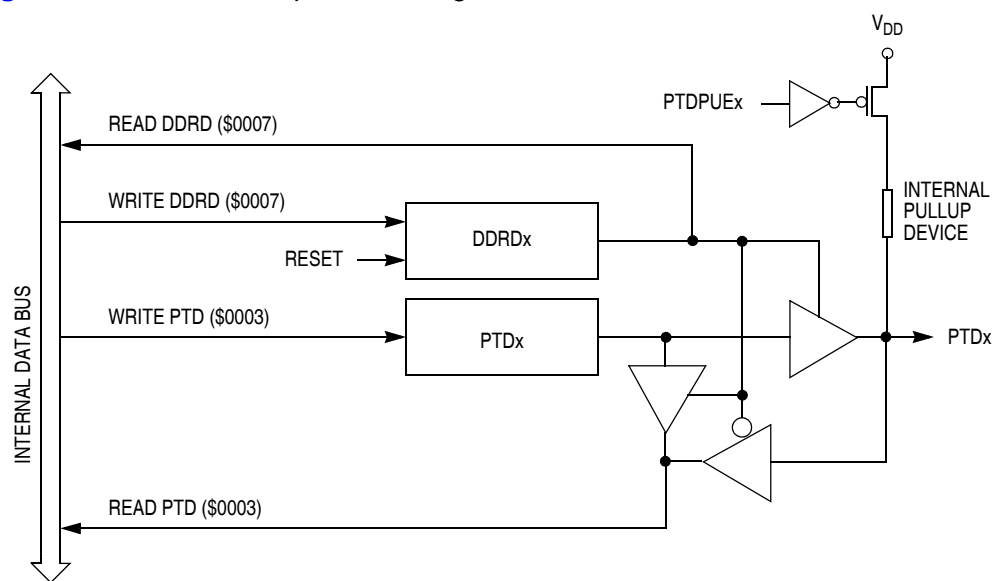 V_DD
PTDPUEx
READ DDRD ($0007)
WRITE DDRD ($0007)
INTERNAL
PULLUP
DEVICE
DDRDx
RESET
WRITE PTD ($0003)
PTDx
PTDx
INTERNAL DATA BUS
READ PTD ($0003)